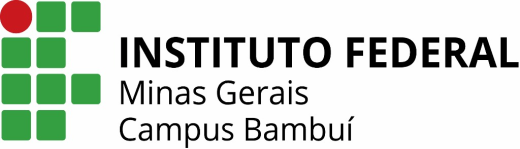 INSTITUTO FEDERAL
Minas Gerais
Campus Bambuí